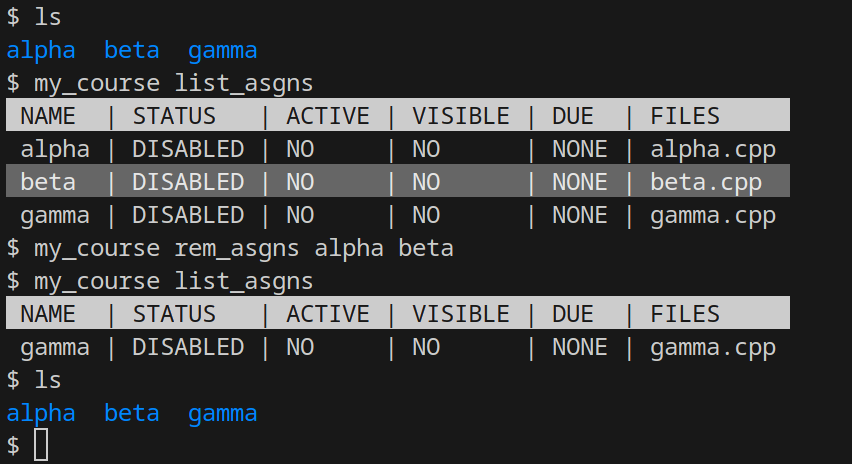 $ ls
alpha  beta  gamma
$ my_course list_asgns
 NAME  | STATUS   | ACTIVE | VISIBLE | DUE  | FILES
 alpha | DISABLED | NO     | NO      | NONE | alpha.cpp
 beta  | DISABLED | NO     | NO      | NONE | beta.cpp
 gamma | DISABLED | NO     | NO      | NONE | gamma.cpp
$ my_course rem_asgns alpha beta
$ my_course list_asgns
 NAME  | STATUS   | ACTIVE | VISIBLE | DUE  | FILES
 gamma | DISABLED | NO     | NO      | NONE | gamma.cpp
$ ls
alpha  beta  gamma
$